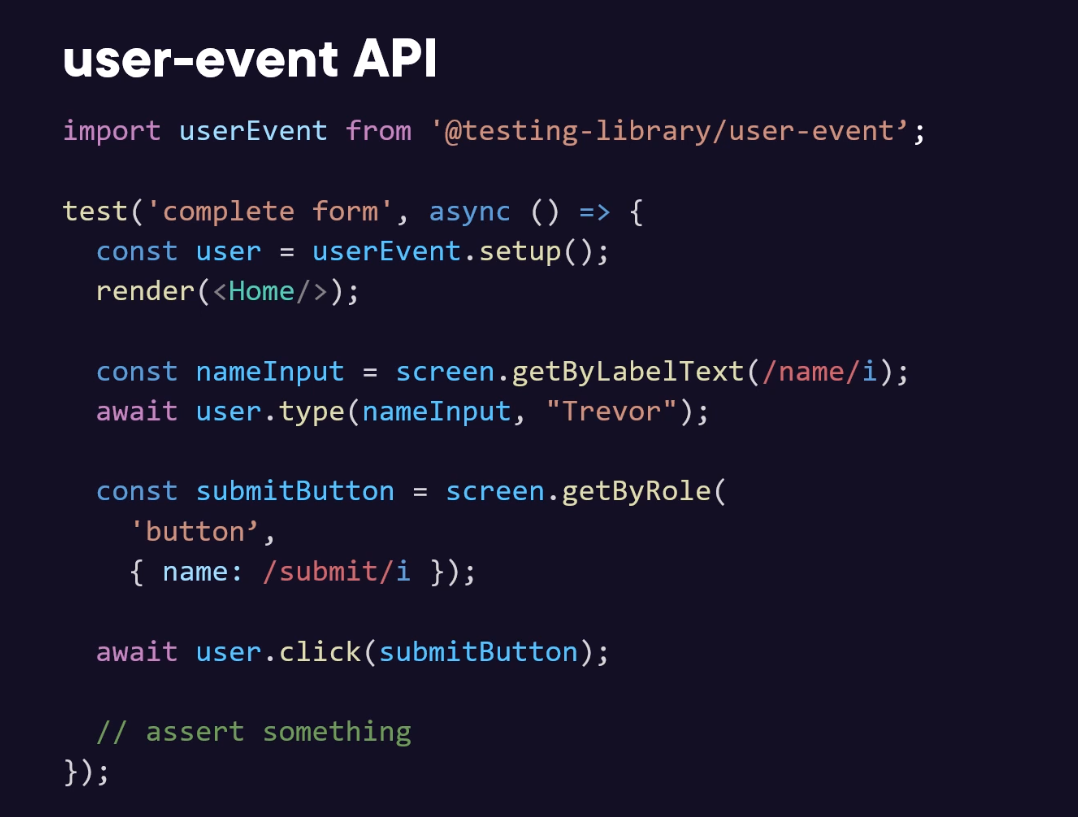 user-event API
import userEvent from '@testing-library/user-event’;
test('complete form', async () => {
const user = userEvent.setup();
render(<Home/>);
const nameInput = screen.getByLabelText(/name/i);
await user.type(nameInput, "Trevor");
const submitButton = screen.getByRole(
'button’,
{ name: /submit/i });
await user.click(submitButton);
// assert something
});